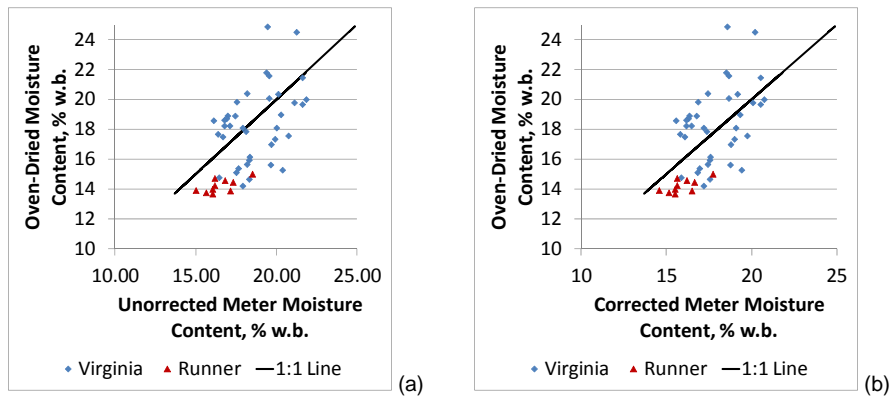 24
22
20
18
16
14
12
10
Oven-Dried Moisture
Content, % w.b.
10.00 15.00 20.00 25.00
Unorrected Meter Moisture
Content, % w.b.
Virginia Runner 1:1 Line
(a)
24
22
20
18
16
14
12
10
Oven-Dried Moisture
Content, % w.b.
10 15 20 25
Corrected Meter Moisture
Content, % w.b.
Virginia Runner 1:1 Line
(b)